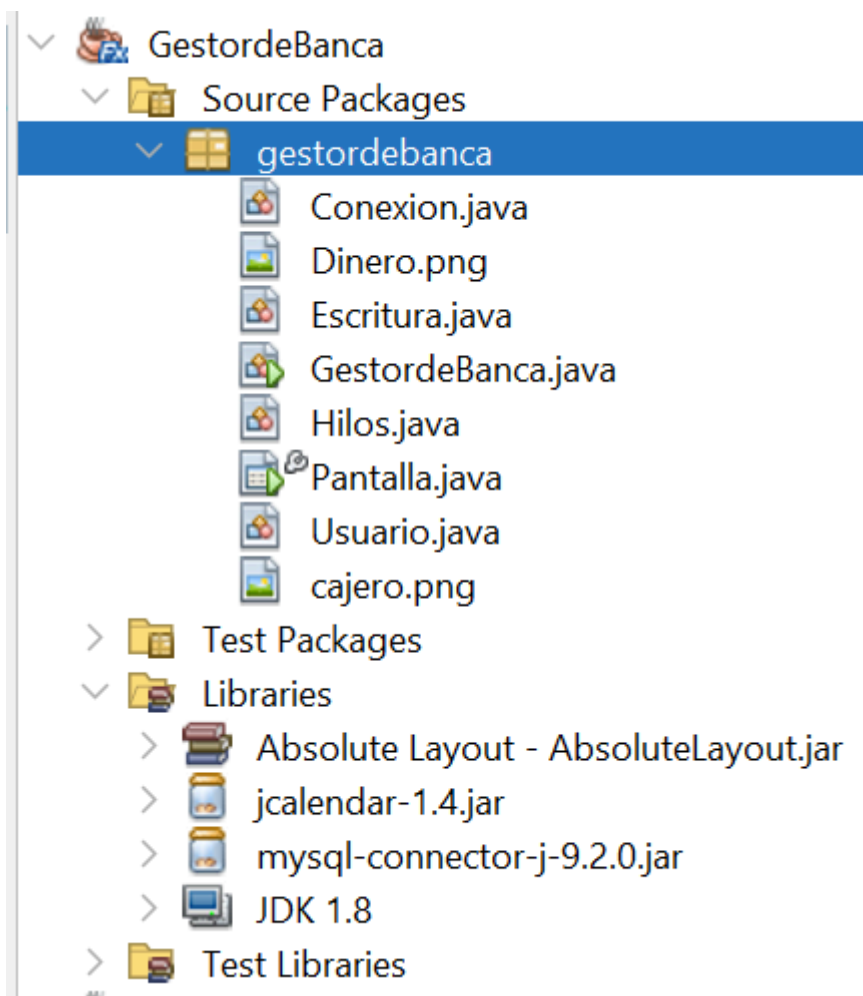 GestordeBanca
Source Packages
gestordebanca
Conexion.java
Dinero.png
Escritura.java
GestordeBanca.java
Hilos.java
Pantalla.java
Usuario.java
cajero.png
Test Packages
Libraries
Absolute Layout - AbsoluteLayout.jar
jcalendar-1.4.jar
mysql-connector-j-9.2.0.jar
JDK 1.8
Test Libraries